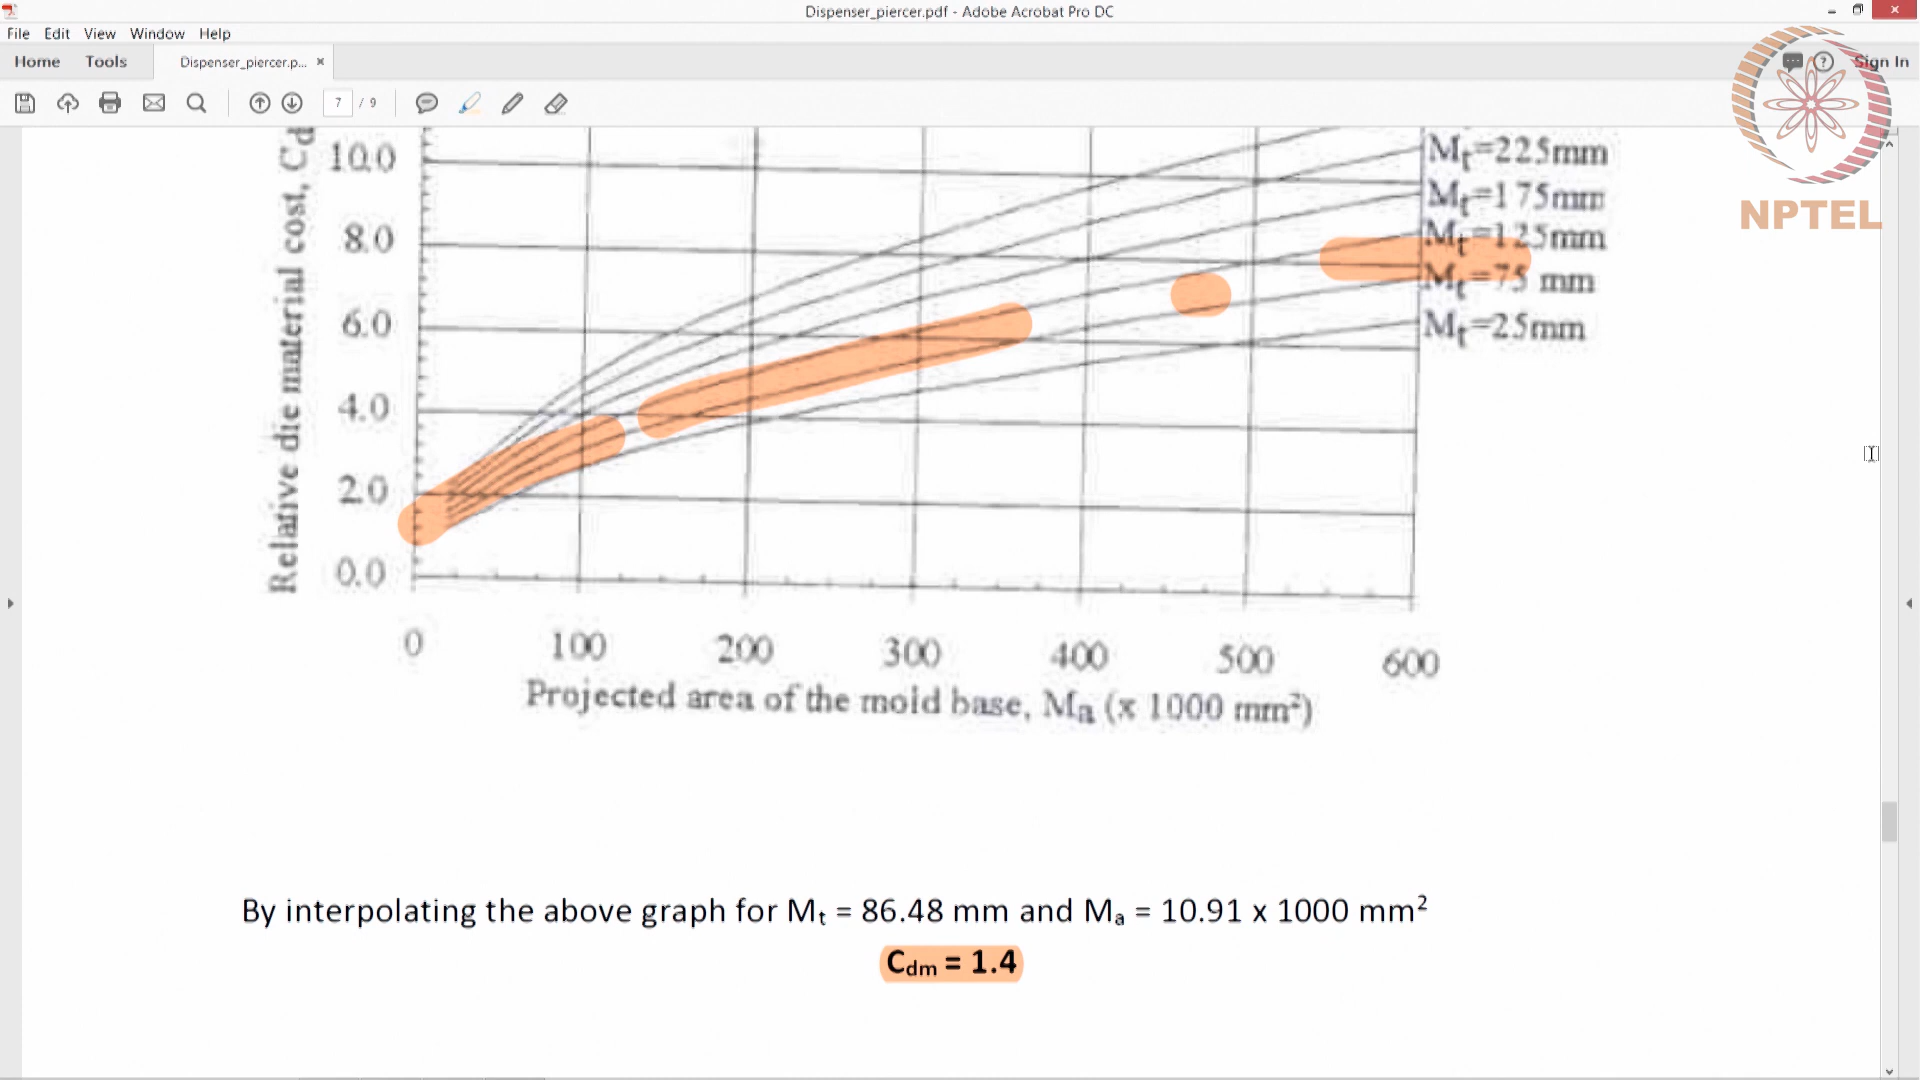 Dispenser_piercer.pdf - Adobe Acrobat Pro DC
File Edit View Window Help
Home Tools Dispenser_piercer.p... × Sign In
7 / 9
NPTEL
Relative die material cost, Cd
10.0
8.0
6.0
4.0
2.0
0.0
Mt=225mm
Mt=175mm
Mt=125mm
Mt=75 mm
Mt=25mm
0 100 200 300 400 500 600
Projected area of the mold base, Ma (x 1000 mm²)
By interpolating the above graph for Mt = 86.48 mm and Ma = 10.91 x 1000 mm²
Cdm = 1.4